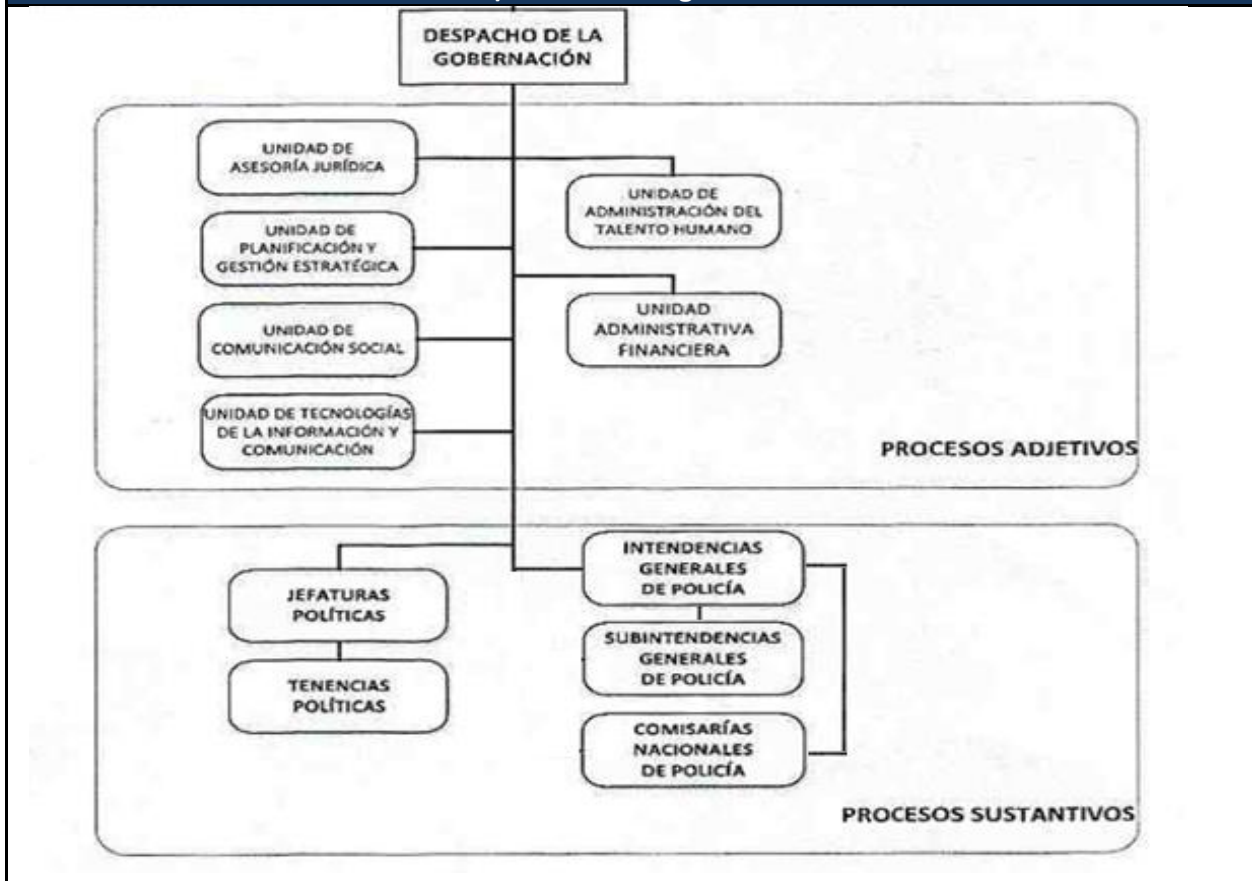 DESPACHO DE LA
GOBERNACIÓN
UNIDAD DE
ASESORÍA JURÍDICA
UNIDAD DE
ADMINISTRACIÓN DEL
TALENTO HUMANO
UNIDAD DE
PLANIFICACIÓN Y
GESTIÓN ESTRATÉGICA
UNIDAD
ADMINISTRATIVA
FINANCIERA
UNIDAD DE
COMUNICACIÓN SOCIAL
UNIDAD DE TECNOLOGÍAS
DE LA INFORMACIÓN Y
COMUNICACIÓN
PROCESOS ADJETIVOS
JEFATURAS
POLÍTICAS
TENENCIAS
POLÍTICAS
INTENDENCIAS
GENERALES
DE POLICÍA
SUBINTENDENCIAS
GENERALES
DE POLICÍA
COMISARÍAS
NACIONALES
DE POLICÍA
PROCESOS SUSTANTIVOS